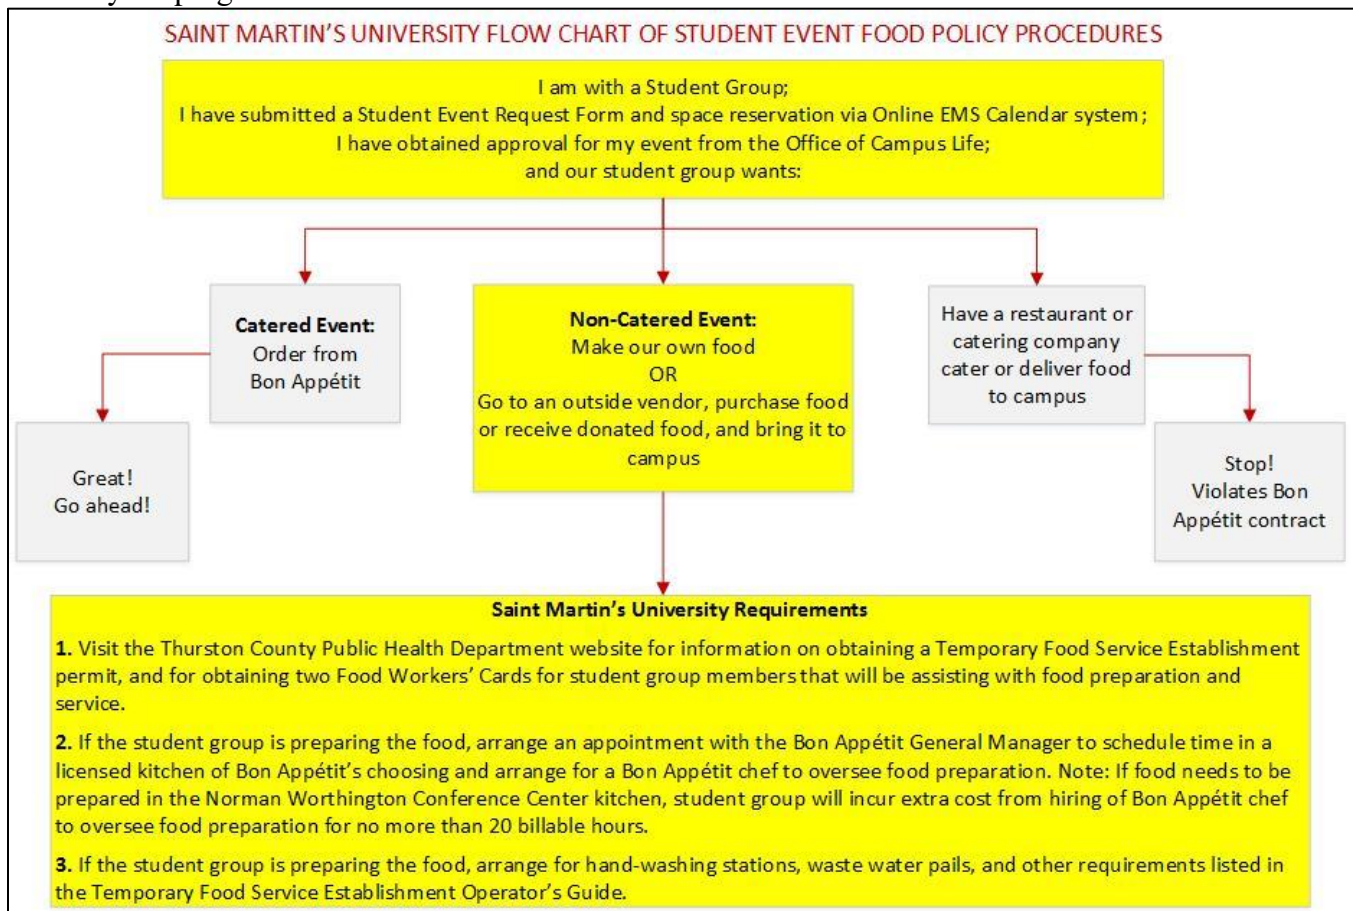 SAINT MARTIN'S UNIVERSITY FLOW CHART OF STUDENT EVENT FOOD POLICY PROCEDURES
I am with a Student Group;
I have submitted a Student Event Request Form and space reservation via Online EMS Calendar system;
I have obtained approval for my event from the Office of Campus Life;
and our student group wants:
Catered Event:
Order from
Bon Appétit
Non-Catered Event:
Make our own food
OR
Go to an outside vendor, purchase food
or receive donated food, and bring it to
campus
Have a restaurant or
catering company
cater or deliver food
to campus
Great!
Go ahead!
Stop!
Violates Bon
Appétit contract
Saint Martin's University Requirements
1. Visit the Thurston County Public Health Department website for information on obtaining a Temporary Food Service Establishment
permit, and for obtaining two Food Workers' Cards for student group members that will be assisting with food preparation and
service.
2. If the student group is preparing the food, arrange an appointment with the Bon Appétit General Manager to schedule time in a
licensed kitchen of Bon Appétit's choosing and arrange for a Bon Appétit chef to oversee food preparation. Note: If food needs to be
prepared in the Norman Worthington Conference Center kitchen, student group will incur extra cost from hiring of Bon Appétit chef
to oversee food preparation for no more than 20 billable hours.
3. If the student group is preparing the food, arrange for hand-washing stations, waste water pails, and other requirements listed in
the Temporary Food Service Establishment Operator's Guide.